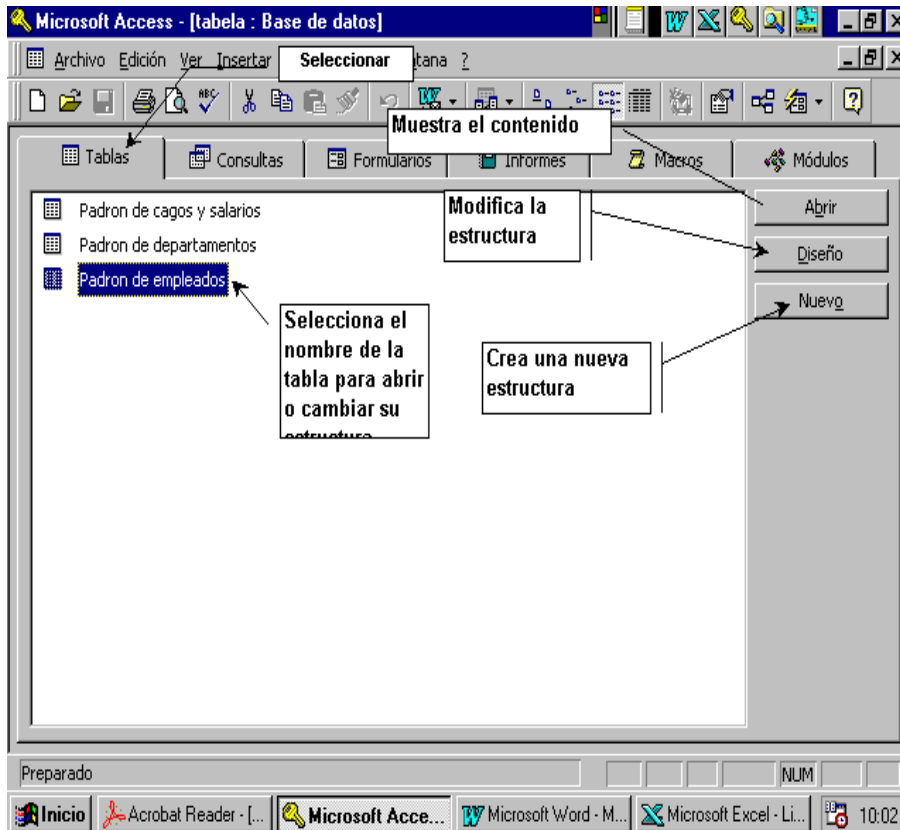 Microsoft Access - [tabela : Base de datos]
Archivo Edición Ver Insertar Seleccionar tana ?
Muestra el contenido
Tablas Consultas Formularios Informes Macros Módulos
Padron de cagos y salarios
Padron de departamentos
Padron de empleados
Modifica la
estructura
Abrir
Diseño
Nuevo
Selecciona el
nombre de la
tabla para abrir
o cambiar su
estructura
Crea una nueva
estructura
Preparado NUM
Inicio Acrobat Reader - [... Microsoft Acce... Microsoft Word - M... Microsoft Excel - Li... 10:02